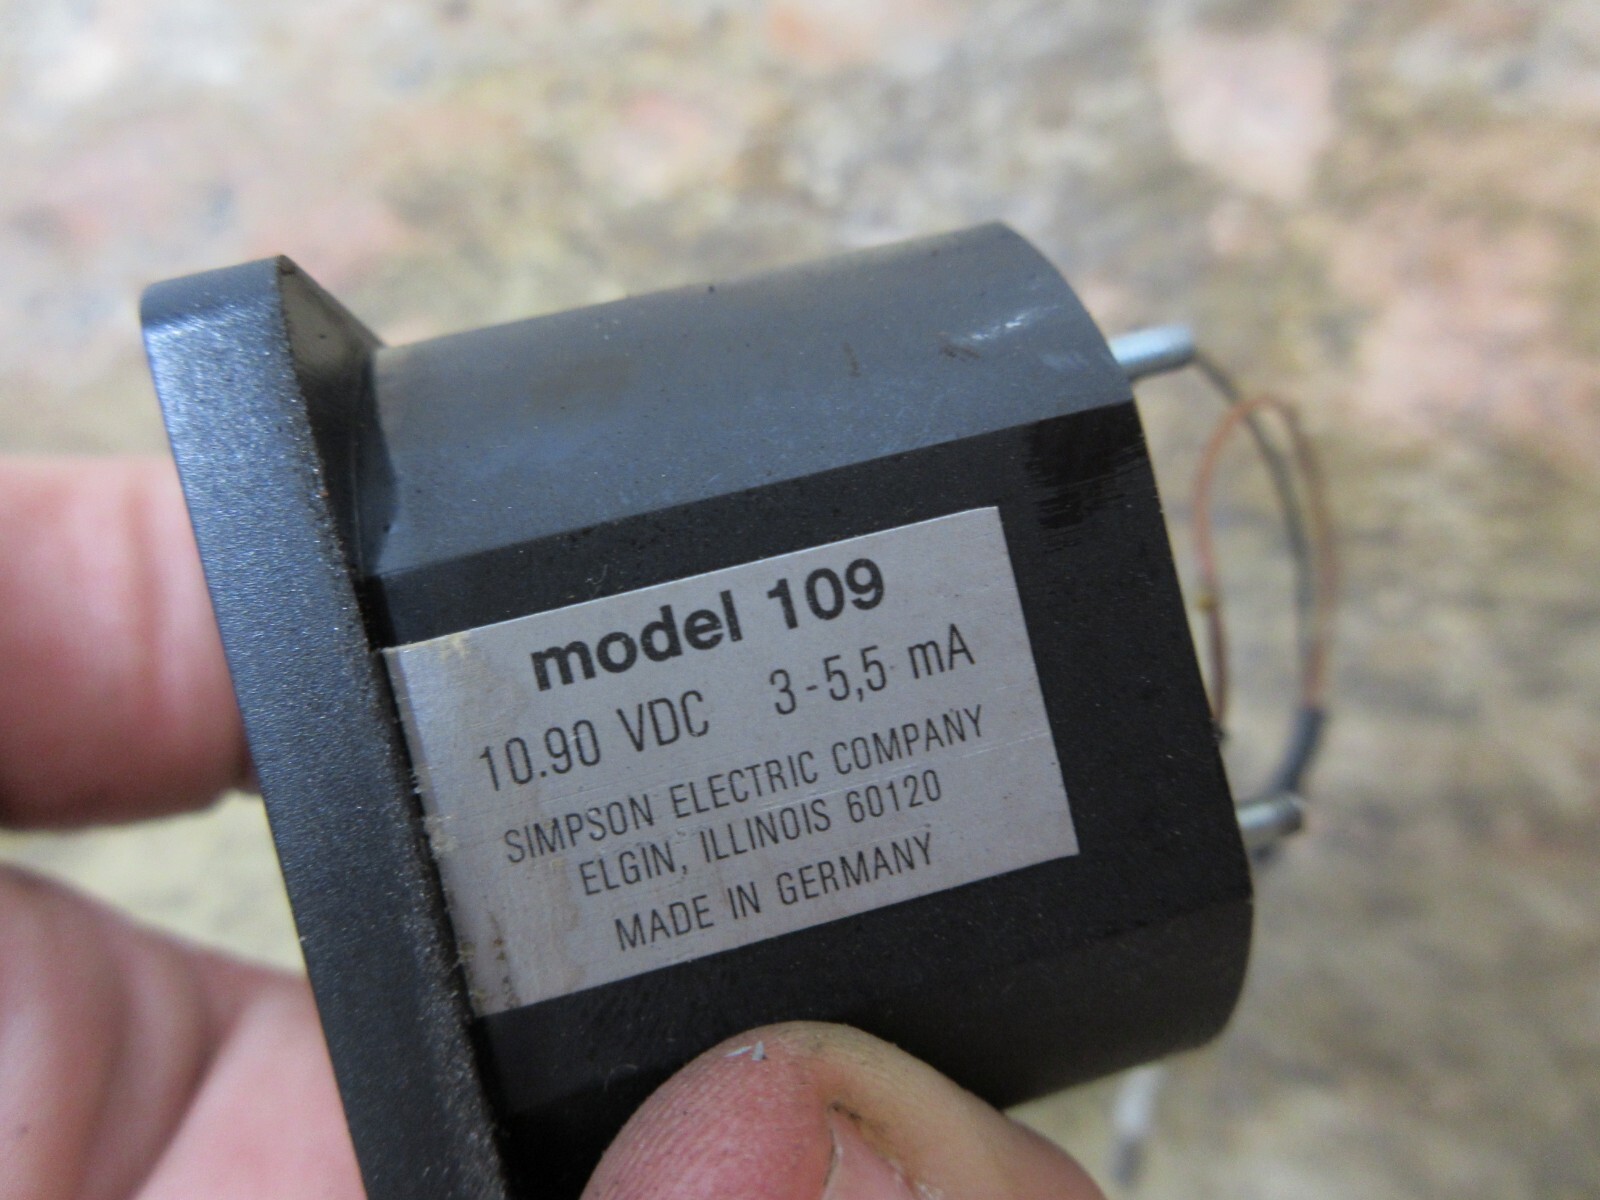 model 109
10.90 VDC 3-5,5 mA
SIMPSON ELECTRIC COMPANY
ELGIN, ILLINOIS 60120
MADE IN GERMANY